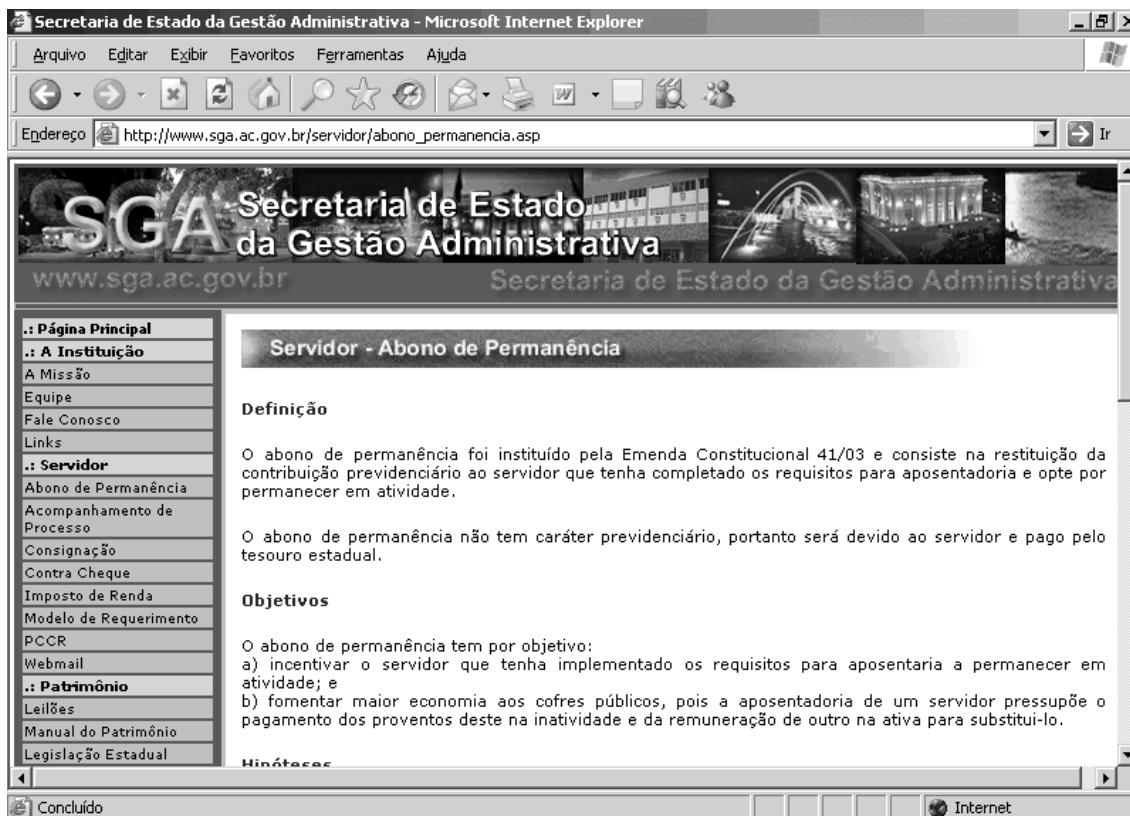 Secretaria de Estado da Gestão Administrativa - Microsoft Internet Explorer
Arquivo Editar Exibir Favoritos Ferramentas Ajuda
Endereço http://www.sga.ac.gov.br/servidor/abono_permanencia.asp Ir
SGA Secretaria de Estado
da Gestão Administrativa
www.sga.ac.gov.br Secretaria de Estado da Gestão Administrativa
.: Página Principal
.: A Instituição
A Missão
Equipe
Fale Conosco
Links
.: Servidor
Abono de Permanência
Acompanhamento de
Processo
Consignação
Contra Cheque
Imposto de Renda
Modelo de Requerimento
PCCR
Webmail
.: Patrimônio
Leilões
Manual do Patrimônio
Legislação Estadual
Servidor - Abono de Permanência
Definição
O abono de permanência foi instituído pela Emenda Constitucional 41/03 e consiste na restituição da
contribuição previdenciário ao servidor que tenha completado os requisitos para aposentadoria e opte por
permanecer em atividade.
O abono de permanência não tem caráter previdenciário, portanto será devido ao servidor e pago pelo
tesouro estadual.
Objetivos
O abono de permanência tem por objetivo:
a) incentivar o servidor que tenha implementado os requisitos para aposentaria a permanecer em
atividade; e
b) fomentar maior economia aos cofres públicos, pois a aposentadoria de um servidor pressupõe o
pagamento dos proventos deste na inatividade e da remuneração de outro na ativa para substitui-lo.
Hipóteses
Concluído Internet